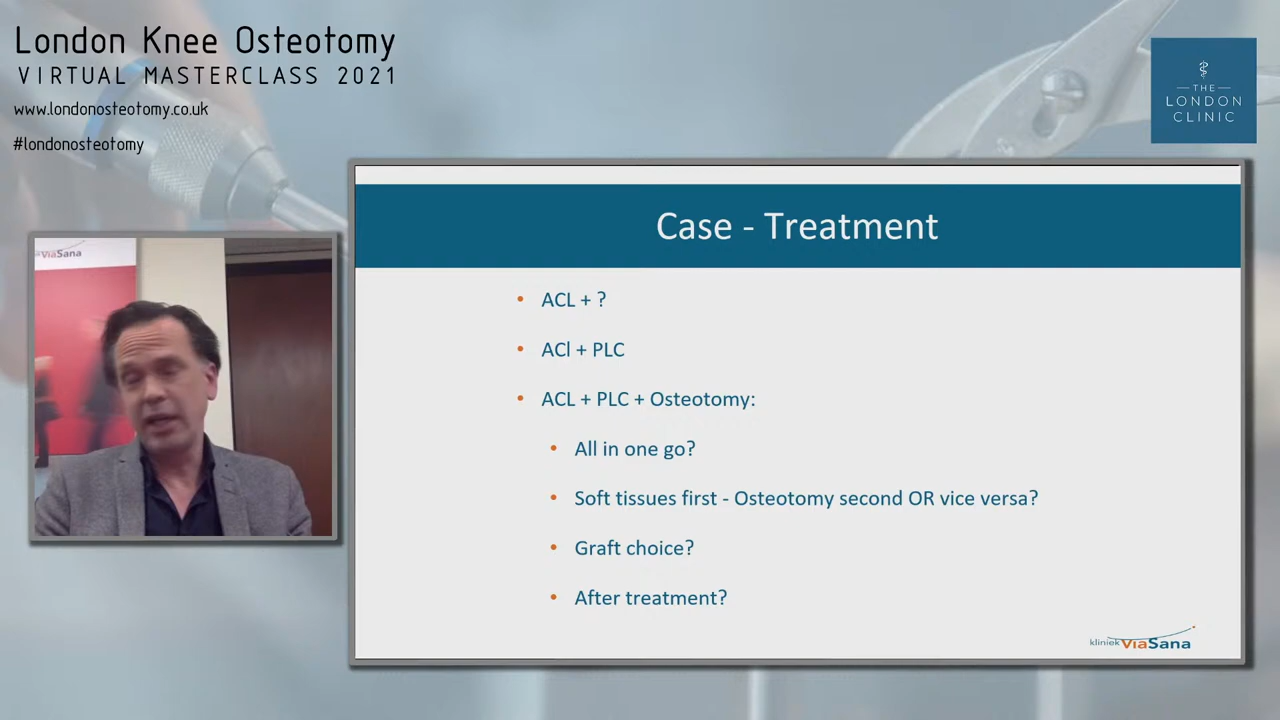 London Knee Osteotomy
VIRTUAL MASTERCLASS 2021
www.londonosteotomy.co.uk
#londonosteotomy
THE
LONDON
CLINIC
ViaSana
Case - Treatment
• ACL + ?
• ACl + PLC
• ACL + PLC + Osteotomy:
• All in one go?
• Soft tissues first - Osteotomy second OR vice versa?
• Graft choice?
• After treatment?
kliniek ViaSana